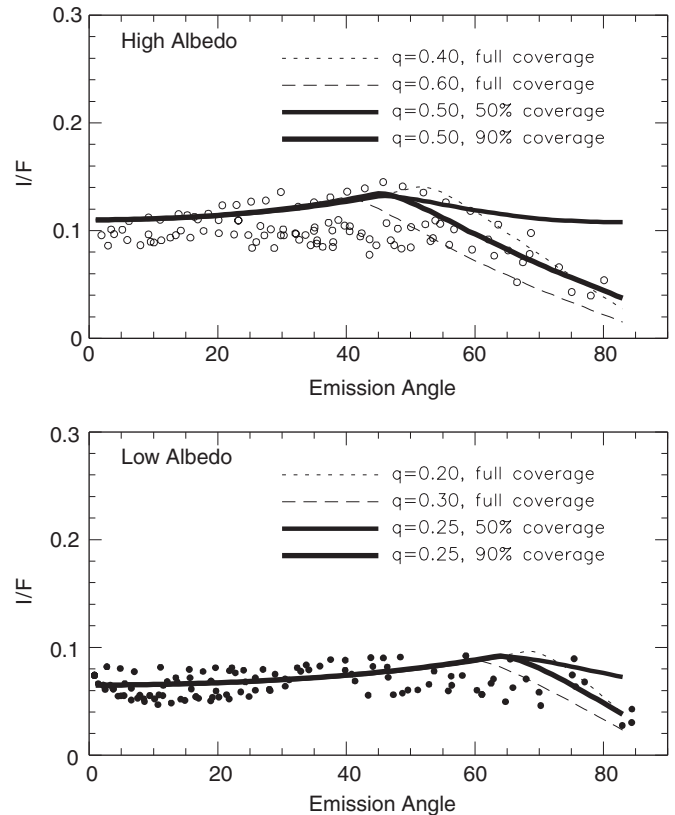 High Albedo
q=0.40, full coverage
q=0.60, full coverage
q=0.50, 50% coverage
q=0.50, 90% coverage
0.3
0.2
0.1
0
I/F
0 20 40 60 80
Emission Angle
Low Albedo
q=0.20, full coverage
q=0.30, full coverage
q=0.25, 50% coverage
q=0.25, 90% coverage
0.3
0.2
0.1
0
I/F
0 20 40 60 80
Emission Angle